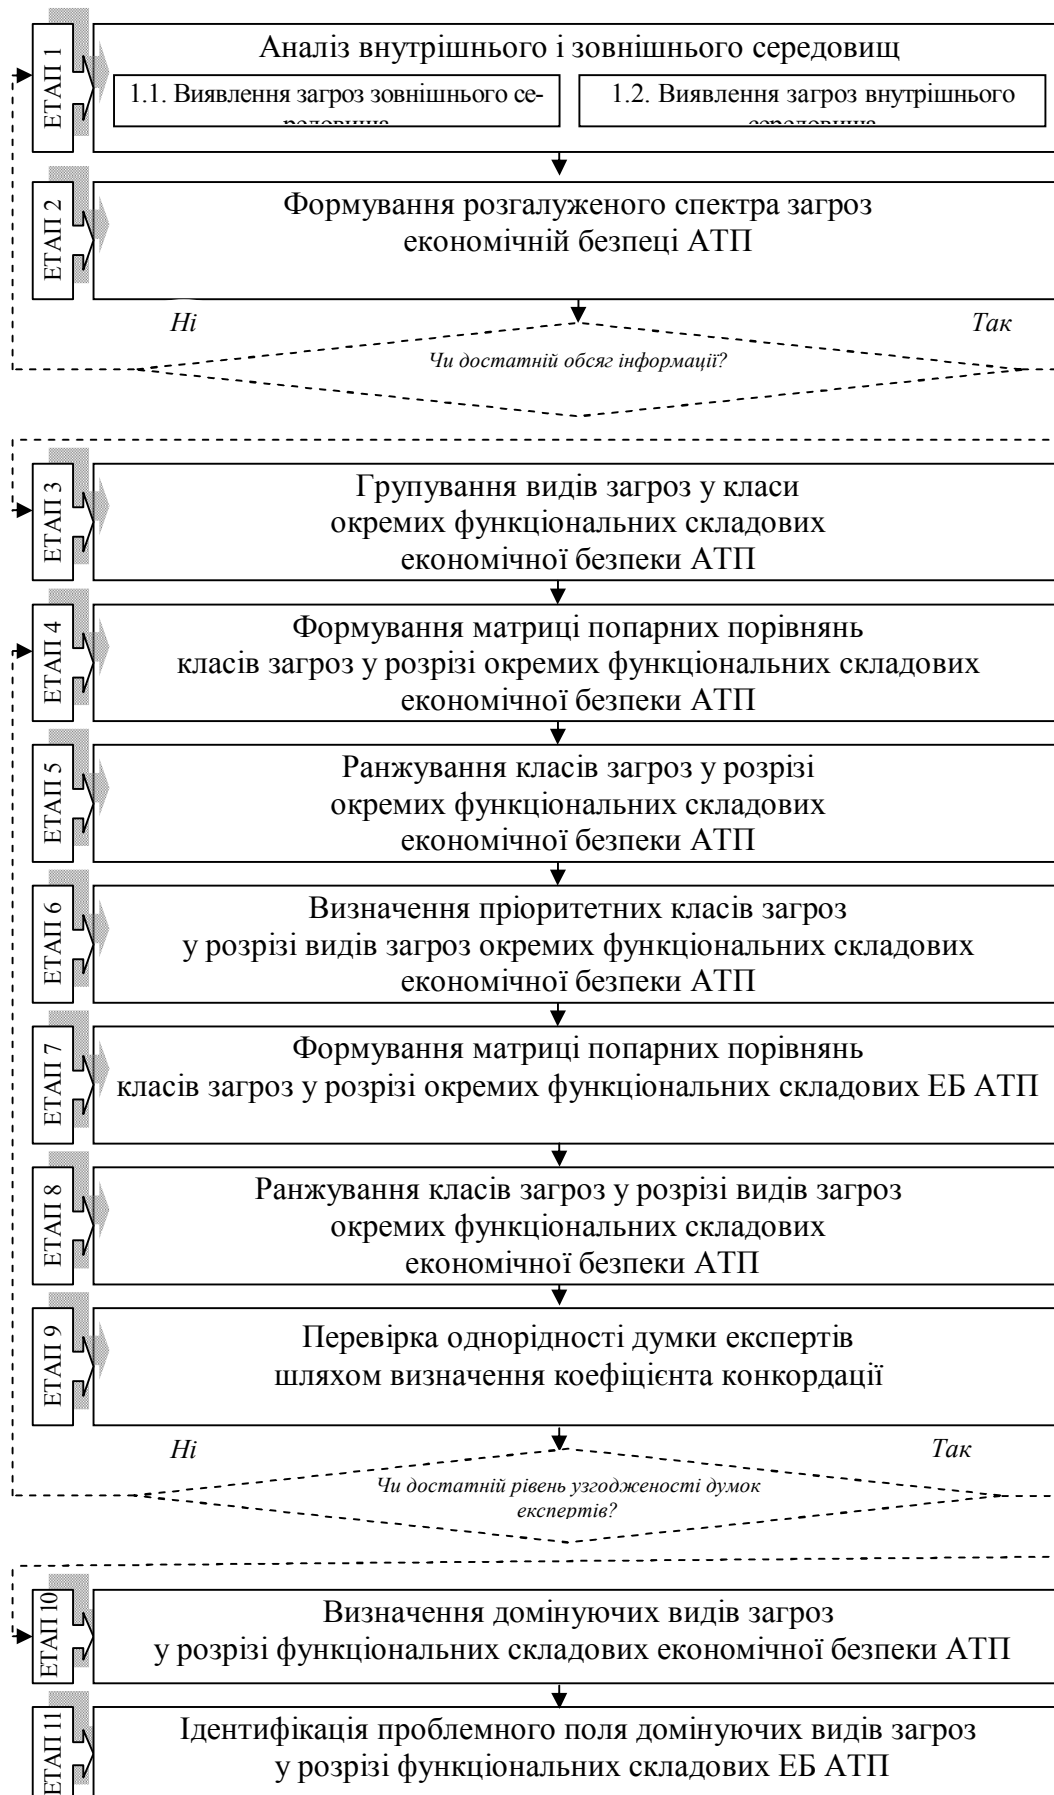 ЕТАП 1
Аналіз внутрішнього і зовнішнього середовищ
1.1. Виявлення загроз зовнішнього се-
редовища
1.2. Виявлення загроз внутрішнього
середовища
ЕТАП 2
Формування розгалуженого спектра загроз
економічній безпеці АТП
Ні
Так
Чи достатній обсяг інформації?
ЕТАП 3
Групування видів загроз у класи
окремих функціональних складових
економічної безпеки АТП
ЕТАП 4
Формування матриці попарних порівнянь
класів загроз у розрізі окремих функціональних складових
економічної безпеки АТП
ЕТАП 5
Ранжування класів загроз у розрізі
окремих функціональних складових
економічної безпеки АТП
ЕТАП 6
Визначення пріоритетних класів загроз
у розрізі видів загроз окремих функціональних складових
економічної безпеки АТП
ЕТАП 7
Формування матриці попарних порівнянь
класів загроз у розрізі окремих функціональних складових ЕБ АТП
ЕТАП 8
Ранжування класів загроз у розрізі видів загроз
окремих функціональних складових
економічної безпеки АТП
ЕТАП 9
Перевірка однорідності думки експертів
шляхом визначення коефіцієнта конкордації
Ні
Так
Чи достатній рівень узгодженості думок
експертів?
ЕТАП 10
Визначення домінуючих видів загроз
у розрізі функціональних складових економічної безпеки АТП
ЕТАП 11
Ідентифікація проблемного поля домінуючих видів загроз
у розрізі функціональних складових ЕБ АТП